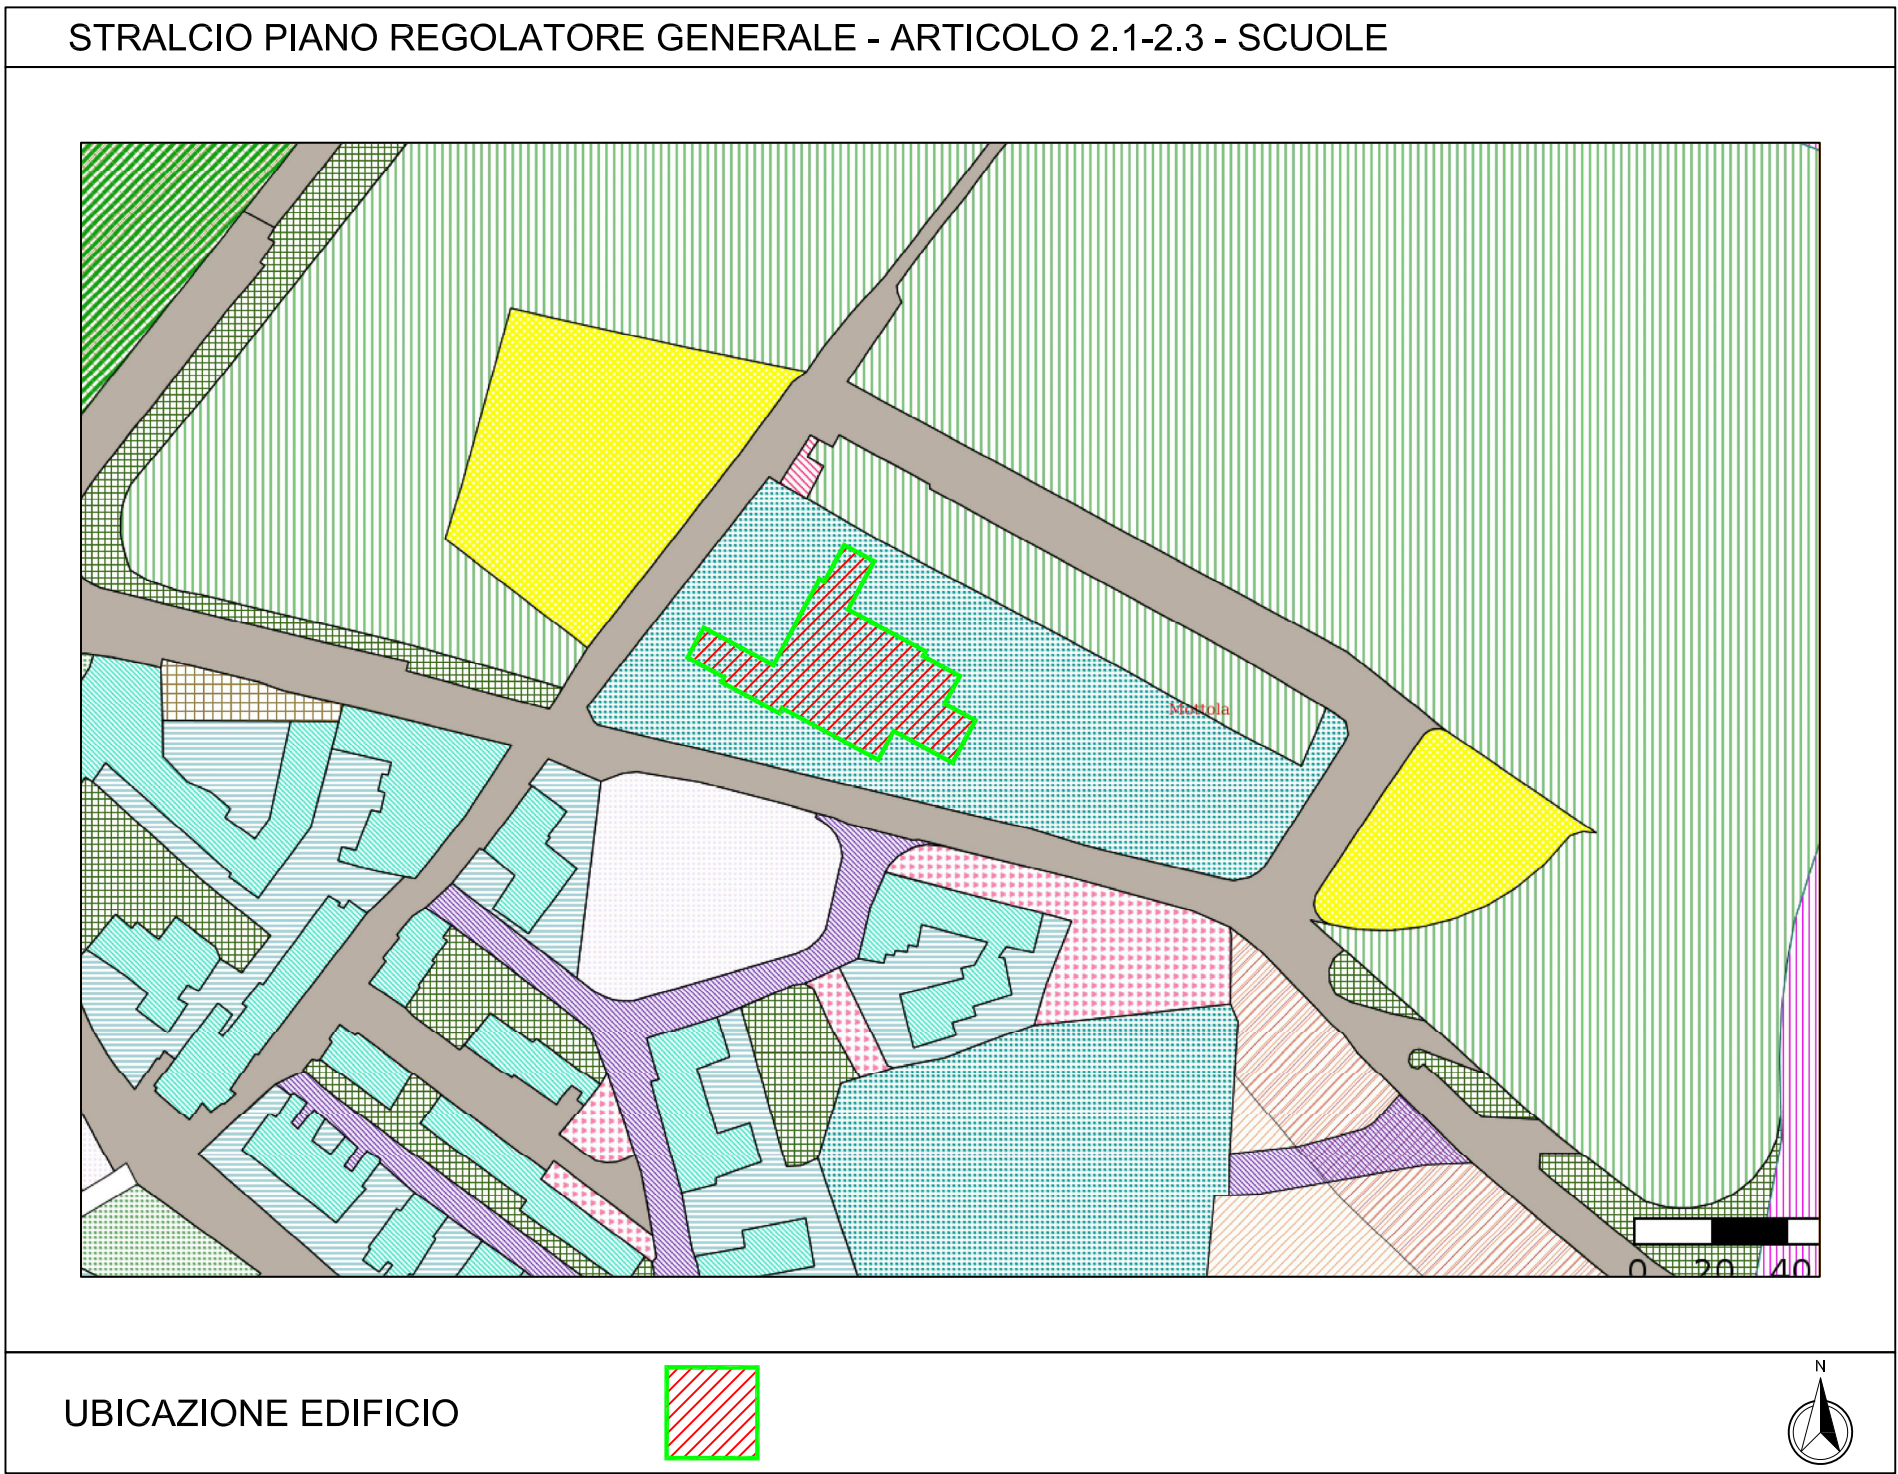 STRALCIO PIANO REGOLATORE GENERALE - ARTICOLO 2.1-2.3 - SCUOLE
Mottola
0 20 40
UBICAZIONE EDIFICIO
N